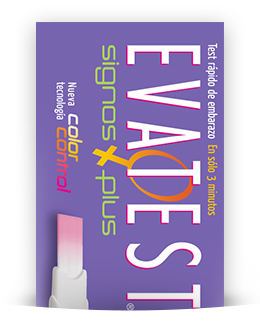 Test rápido de embarazo En sólo 3 minutos
EVATEST®
signos + plus
Nueva
tecnología
color
control